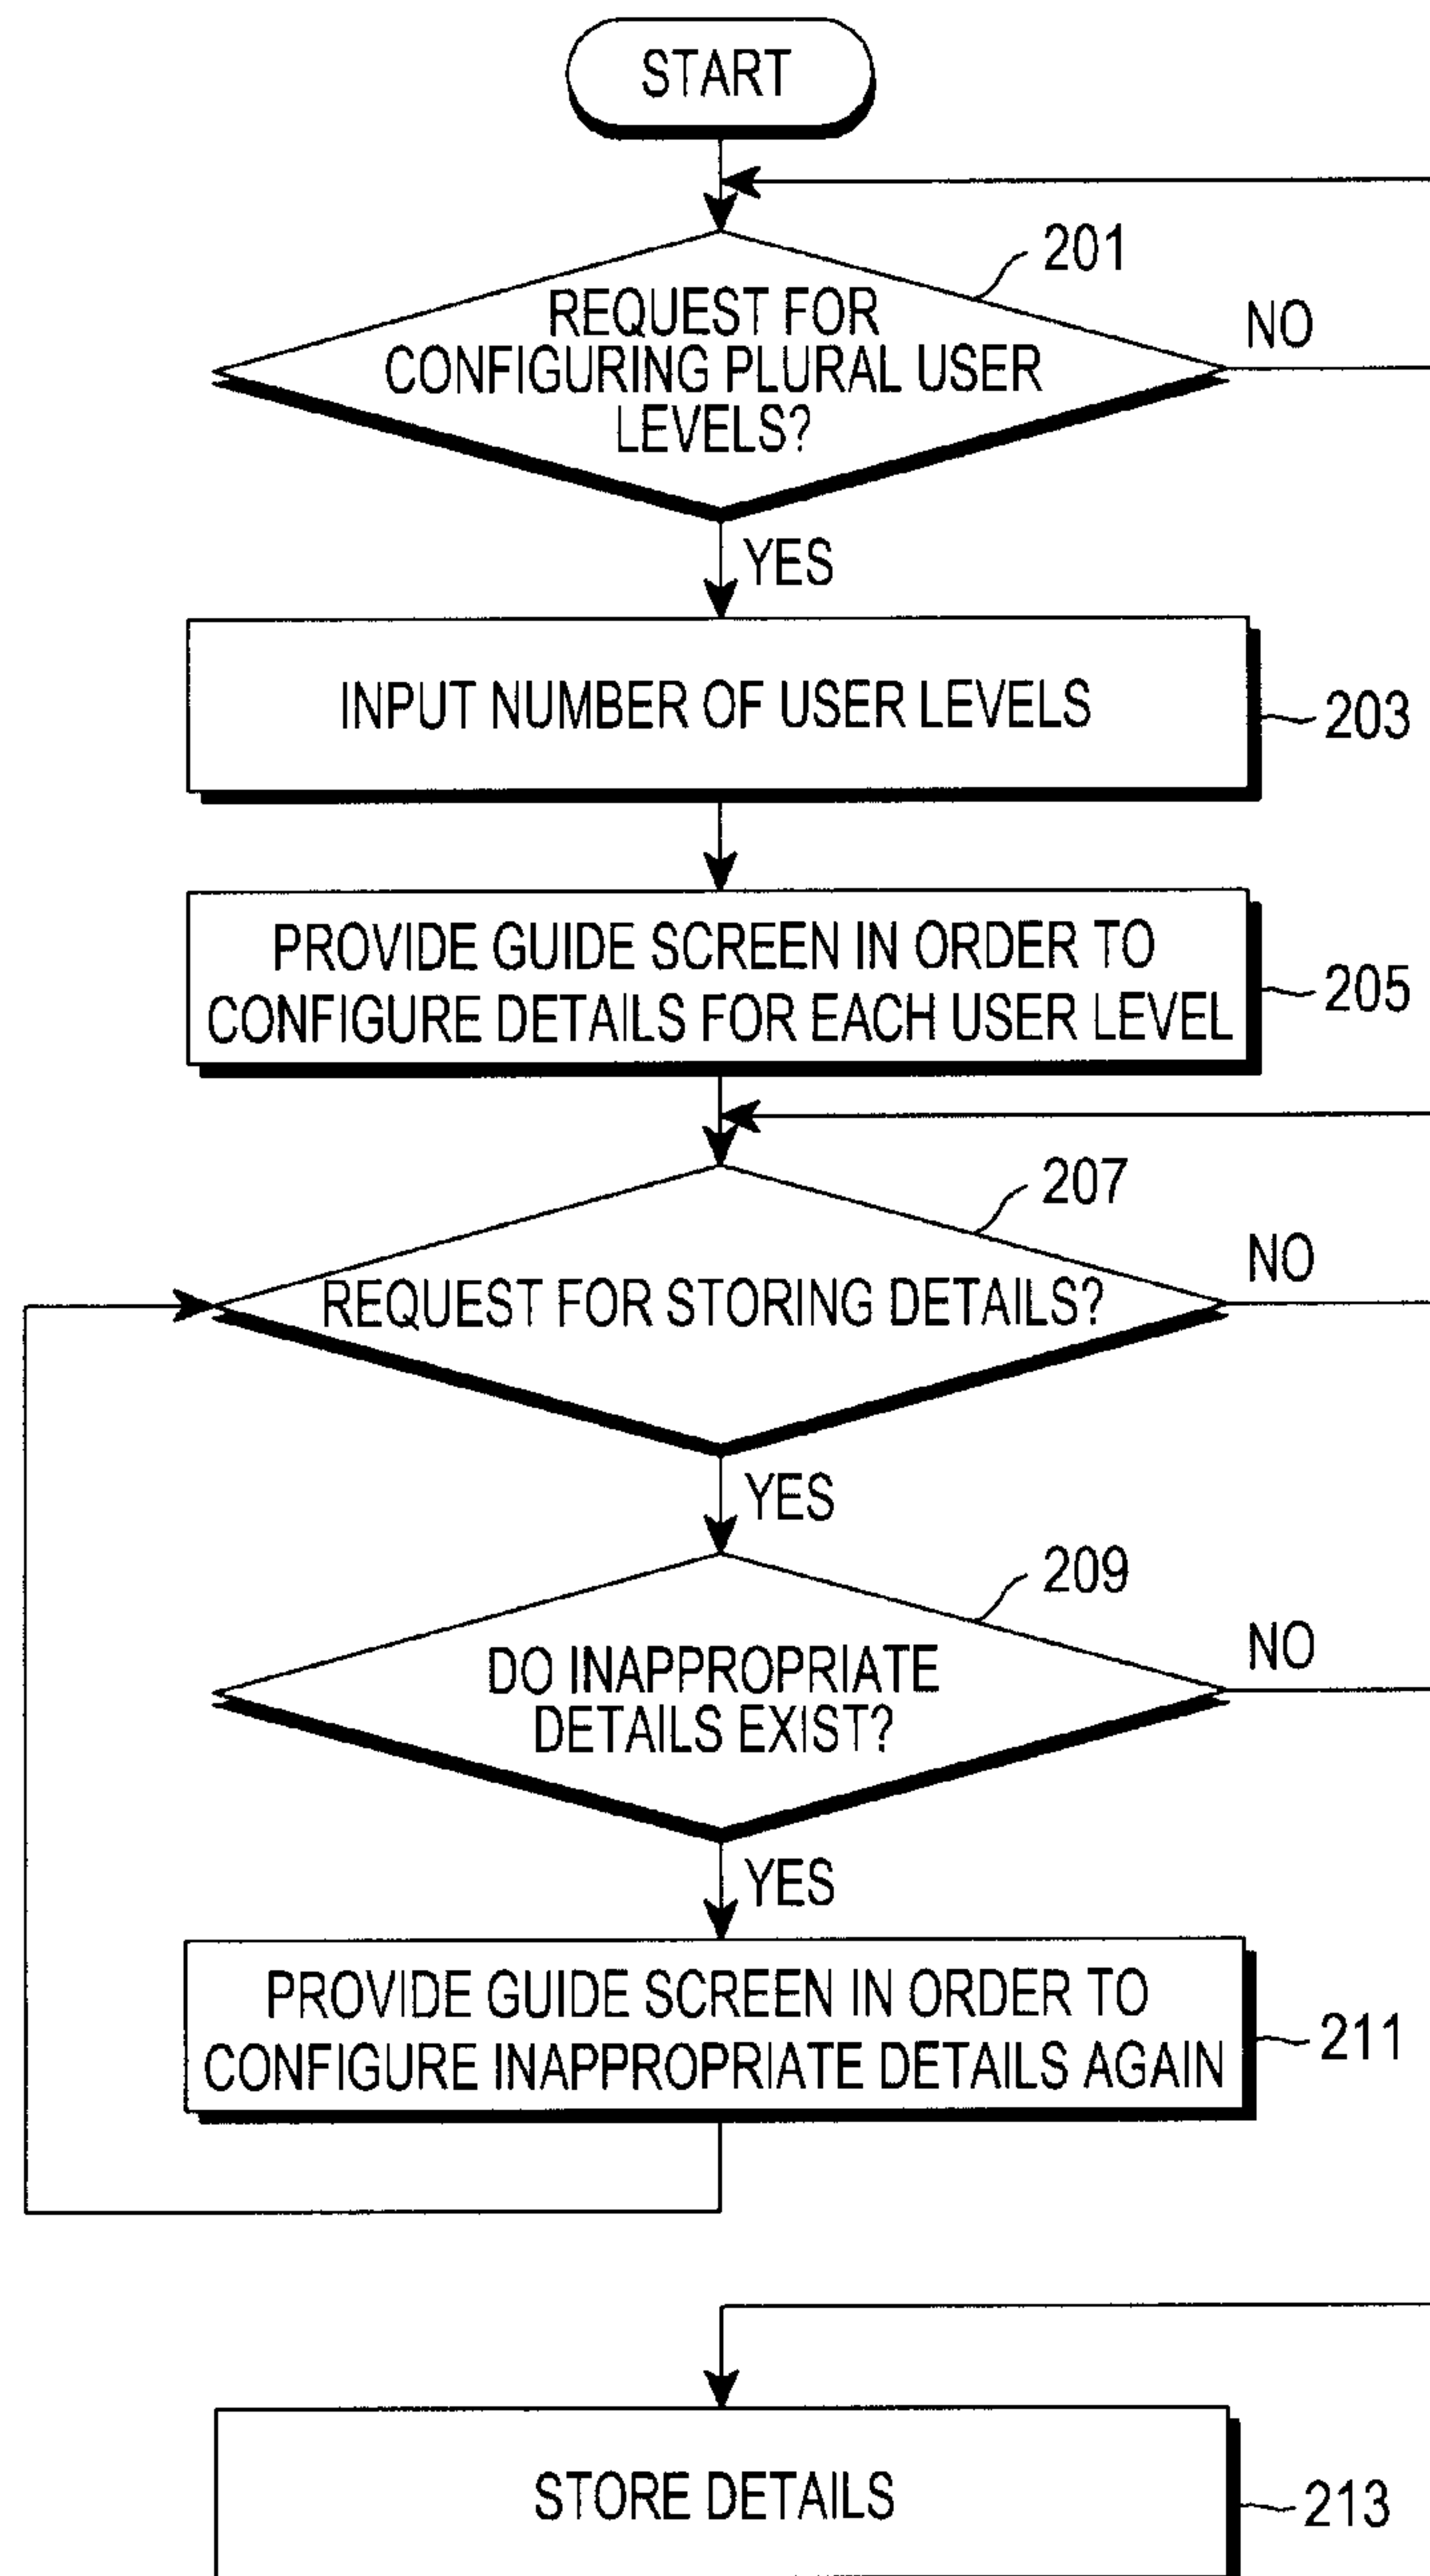 START
201
REQUEST FOR
CONFIGURING PLURAL USER
LEVELS?
NO
YES
INPUT NUMBER OF USER LEVELS
203
PROVIDE GUIDE SCREEN IN ORDER TO
CONFIGURE DETAILS FOR EACH USER LEVEL
205
207
REQUEST FOR STORING DETAILS?
NO
YES
209
DO INAPPROPRIATE
DETAILS EXIST?
NO
YES
PROVIDE GUIDE SCREEN IN ORDER TO
CONFIGURE INAPPROPRIATE DETAILS AGAIN
211
STORE DETAILS
213